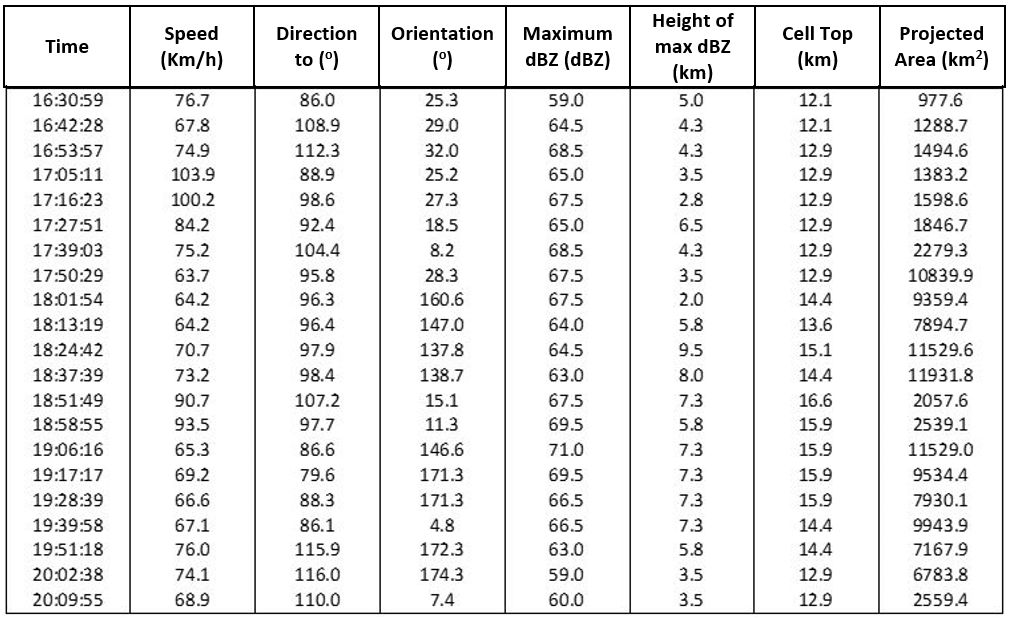 Time Speed (Km/h) Direction to (º) Orientation (º) Maximum dBZ (dBZ) Height of max dBZ (km) Cell Top (km) Projected Area (km²)
16:30:59 76.7 86.0 25.3 59.0 5.0 12.1 977.6
16:42:28 67.8 108.9 29.0 64.5 4.3 12.1 1288.7
16:53:57 74.9 112.3 32.0 68.5 4.3 12.9 1494.6
17:05:11 103.9 88.9 25.2 65.0 3.5 12.9 1383.2
17:16:23 100.2 98.6 27.3 67.5 2.8 12.9 1598.6
17:27:51 84.2 92.4 18.5 65.0 6.5 12.9 1846.7
17:39:03 75.2 104.4 8.2 68.5 4.3 12.9 2279.3
17:50:29 63.7 95.8 28.3 67.5 3.5 12.9 10839.9
18:01:54 64.2 96.3 160.6 67.5 2.0 14.4 9359.4
18:13:19 64.2 96.4 147.0 64.0 5.8 13.6 7894.7
18:24:42 70.7 97.9 137.8 64.5 9.5 15.1 11529.6
18:37:39 73.2 98.4 138.7 63.0 8.0 14.4 11931.8
18:51:49 90.7 107.2 15.1 67.5 7.3 16.6 2057.6
18:58:55 93.5 97.7 11.3 69.5 5.8 15.9 2539.1
19:06:16 65.3 86.6 146.6 71.0 7.3 15.9 11529.0
19:17:17 69.2 79.6 171.3 69.5 7.3 15.9 9534.4
19:28:39 66.6 88.3 171.3 66.5 7.3 15.9 7930.1
19:39:58 67.1 86.1 4.8 66.5 7.3 14.4 9943.9
19:51:18 76.0 115.9 172.3 63.0 5.8 14.4 7167.9
20:02:38 74.1 116.0 174.3 59.0 3.5 12.9 6783.8
20:09:55 68.9 110.0 7.4 60.0 3.5 12.9 2559.4